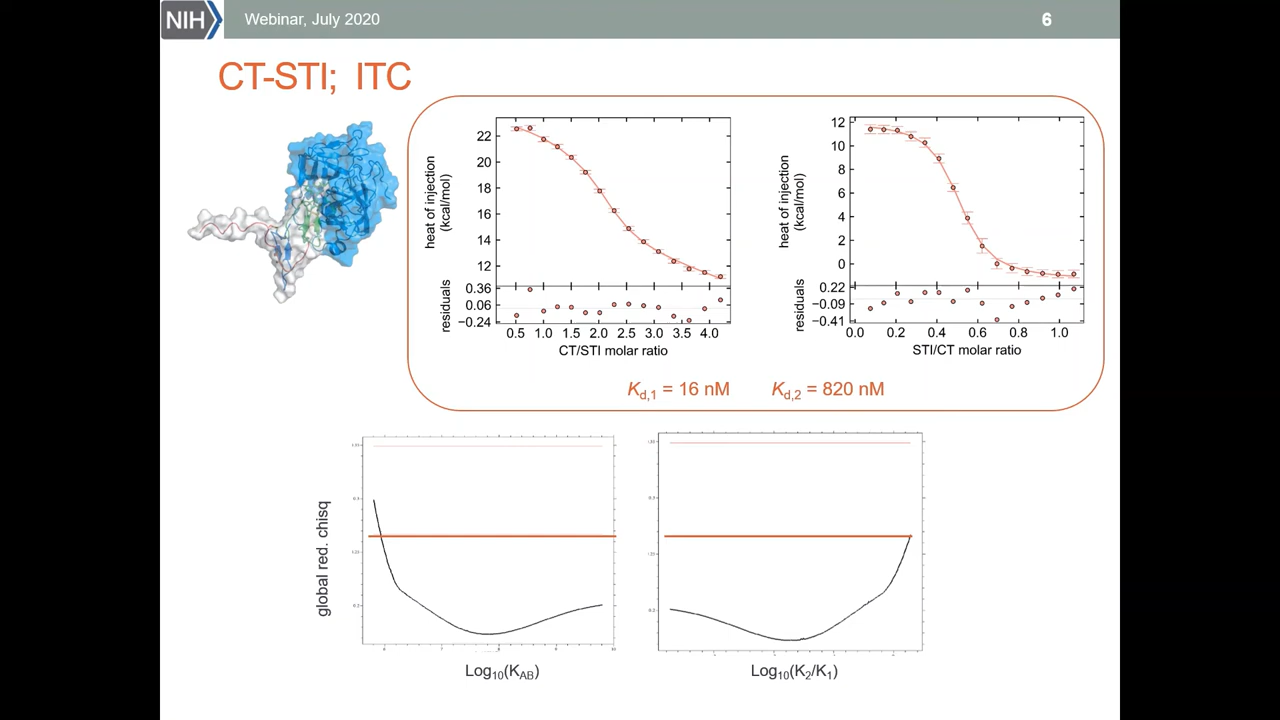 NIH
Webinar, July 2020
6
CT-STI; ITC
heat of injection
(kcal/mol)
22
20
18
16
14
12
residuals
0.36
0.06
−0.24
0.5 1.0 1.5 2.0 2.5 3.0 3.5 4.0
CT/STI molar ratio
heat of injection
(kcal/mol)
12
10
8
6
4
2
0
residuals
0.22
−0.09
−0.41
0.0 0.2 0.4 0.6 0.8 1.0
STI/CT molar ratio
Kd,1 = 16 nM
Kd,2 = 820 nM
global red. chisq
Log10(KAB)
Log10(K2/K1)